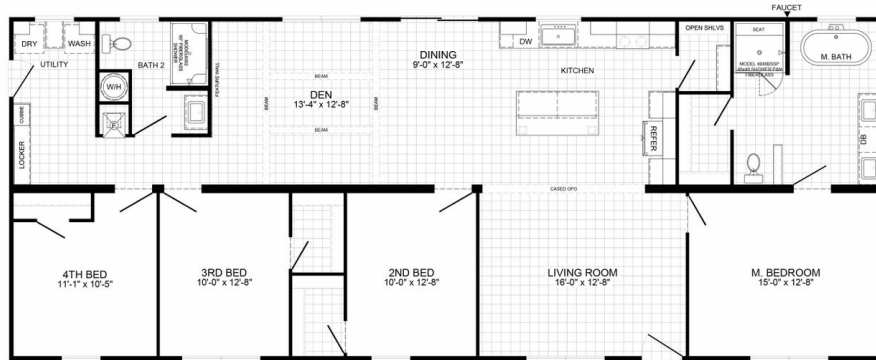 FAUCET
DRY
WASH
UTILITY
BATH 2
W/H
F
CUBBIE
LOCKER
FEATURE WALL
BEAM
BEAM
DEN
13'-4" x 12'-8"
BEAM
BEAM
DINING
9'-0" x 12'-8"
DW
KITCHEN
REFER
OPEN SHLVS
SEAT
M. BATH
DB
CASED OPG
4TH BED
11'-1" x 10'-5"
3RD BED
10'-0" x 12'-8"
2ND BED
10'-0" x 12'-8"
LIVING ROOM
16'-0" x 12'-8"
M. BEDROOM
15'-0" x 12'-8"